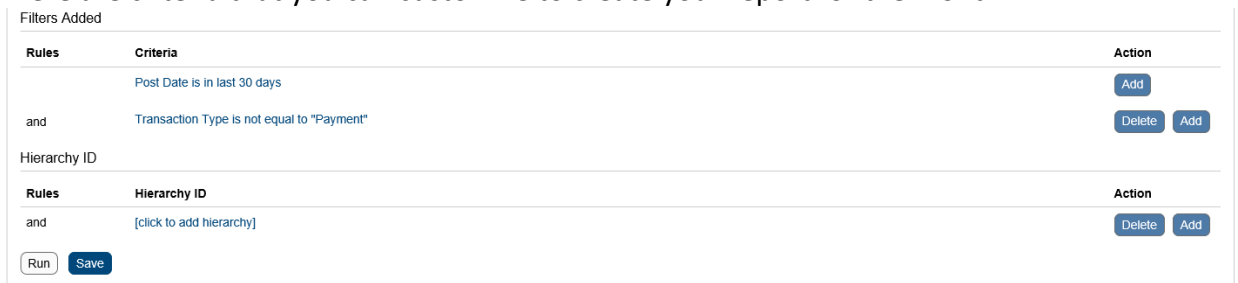 Filters Added
Rules Criteria Action
Post Date is in last 30 days Add
and Transaction Type is not equal to "Payment" Delete Add
Hierarchy ID
Rules Hierarchy ID Action
and [click to add hierarchy] Delete Add
Run Save